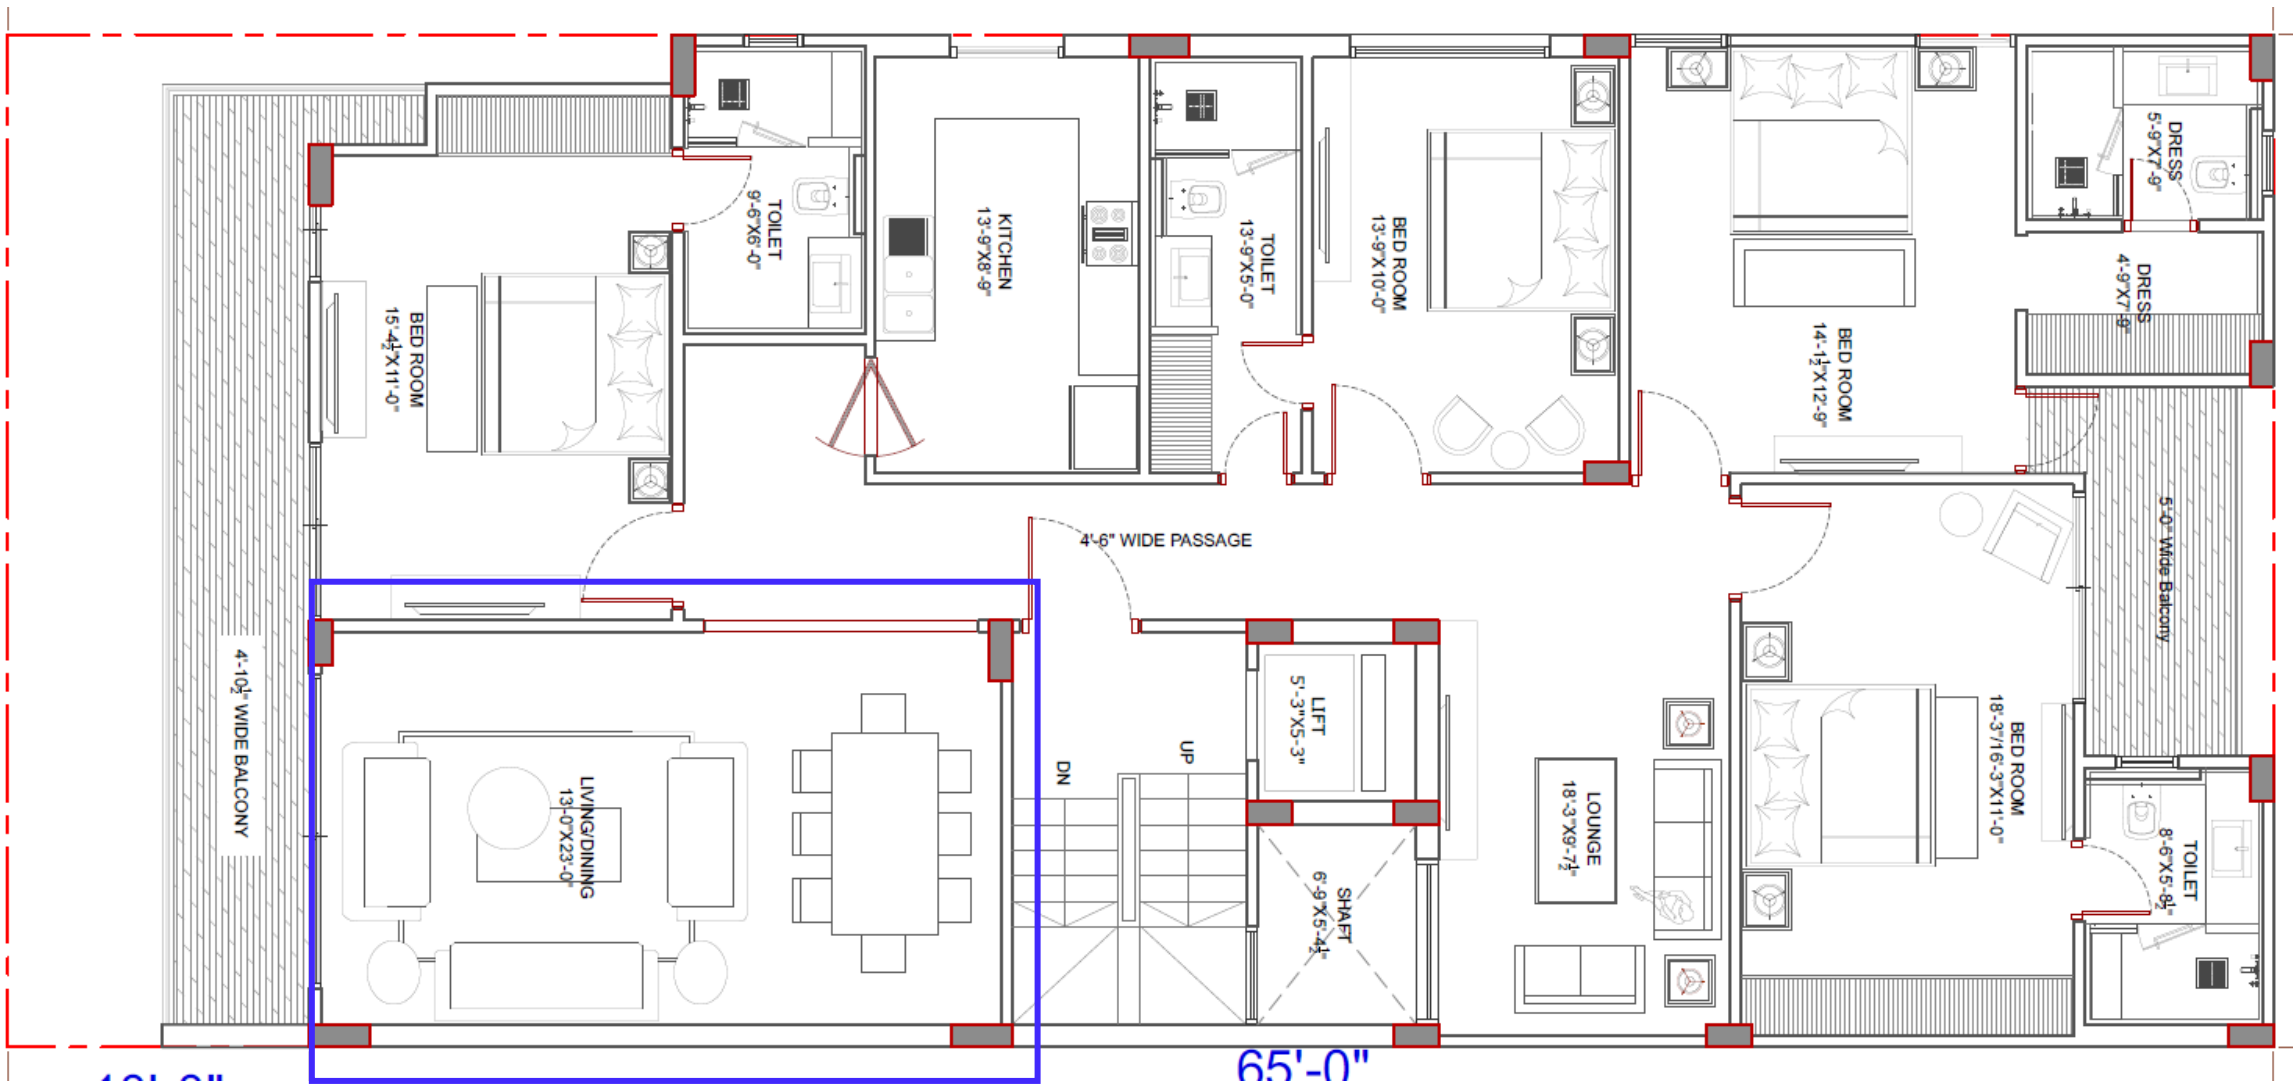 TOILET
9'-6"X6'-0"
KITCHEN
13'-9"X8'-9"
TOILET
13'-9"X5'-0"
BED ROOM
13'-9"X10'-0"
DRESS
5'-9"X7'-9"
DRESS
4'-9"X7'-9"
BED ROOM
15'-4½"X11'-0"
BED ROOM
14'-1½"X12'-9"
4'-6" WIDE PASSAGE
5'-0" Wide Balcony
4'-10½" WIDE BALCONY
LIVING/DINING
13'-0"X23'-0"
DN
UP
LIFT
5'-3"X5'-3"
SHAFT
6'-9"X5'-4½"
LOUNGE
18'-3"X9'-7½"
BED ROOM
18'-3"/16'-3"X11'-0"
TOILET
8'-6"X5'-8½"
65'-0"